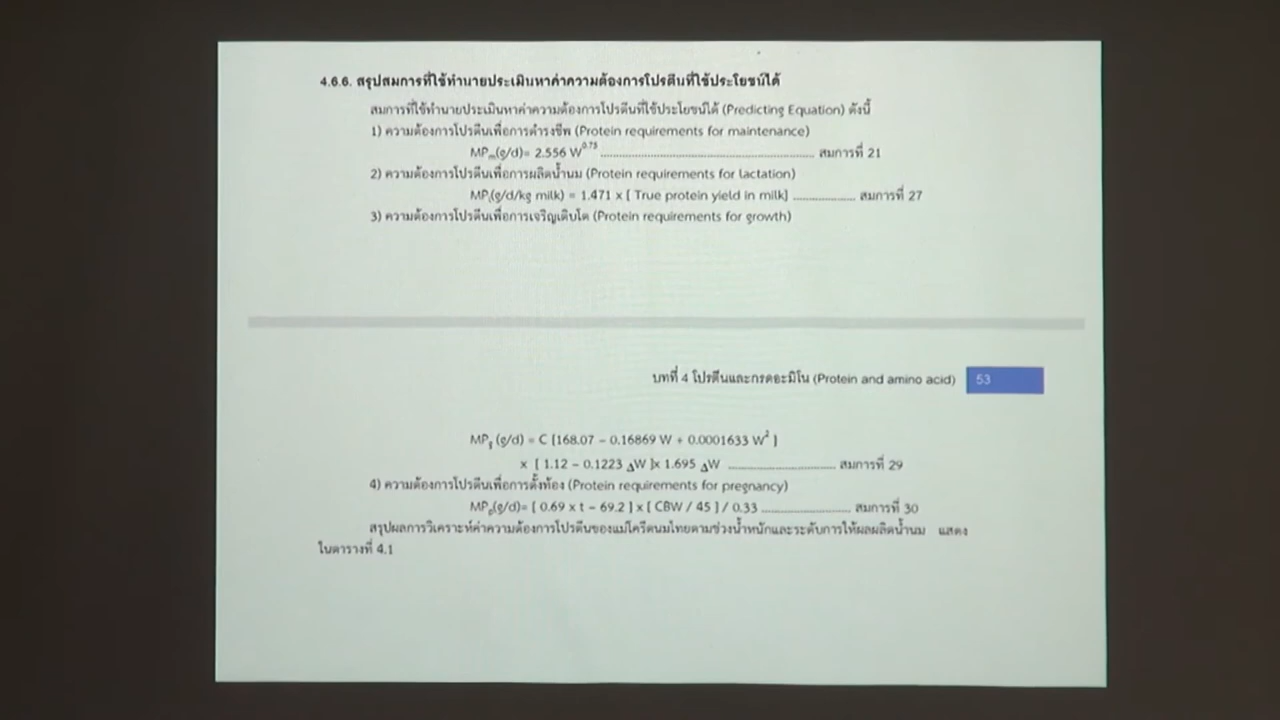 4.6.6. สรุปสมการที่ใช้ทำนายประเมินหาค่าความต้องการโปรตีนที่ใช้ประโยชน์ได้
สมการที่ใช้ทำนายประเมินหาค่าความต้องการโปรตีนที่ใช้ประโยชน์ได้ (Predicting Equation) ดังนี้
1) ความต้องการโปรตีนเพื่อการดำรงชีพ (Protein requirements for maintenance)
MPm(g/d)= 2.556 W^0.75 ........................ สมการที่ 21
2) ความต้องการโปรตีนเพื่อการผลิตน้ำนม (Protein requirements for lactation)
MPl(g/d/kg milk) = 1.471 x [ True protein yield in milk] .................. สมการที่ 27
3) ความต้องการโปรตีนเพื่อการเจริญเติบโต (Protein requirements for growth)
บทที่ 4 โปรตีนและกรดอะมิโน (Protein and amino acid) 53
MPg (g/d) = C [168.07 – 0.16869 W + 0.0001633 W² ]
x [ 1.12 – 0.1223 ΔW ]x 1.695 ΔW .............................. สมการที่ 29
4) ความต้องการโปรตีนเพื่อการตั้งท้อง (Protein requirements for pregnancy)
MPp(g/d)= [ 0.69 x t – 69.2 ] x [ CBW / 45 ] / 0.33 ......................... สมการที่ 30
สรุปผลการวิเคราะห์ค่าความต้องการโปรตีนของแม่โครีดนมไทยตามช่วงน้ำหนักและระดับการให้ผลผลิตน้ำนม แสดง
ในตารางที่ 4.1